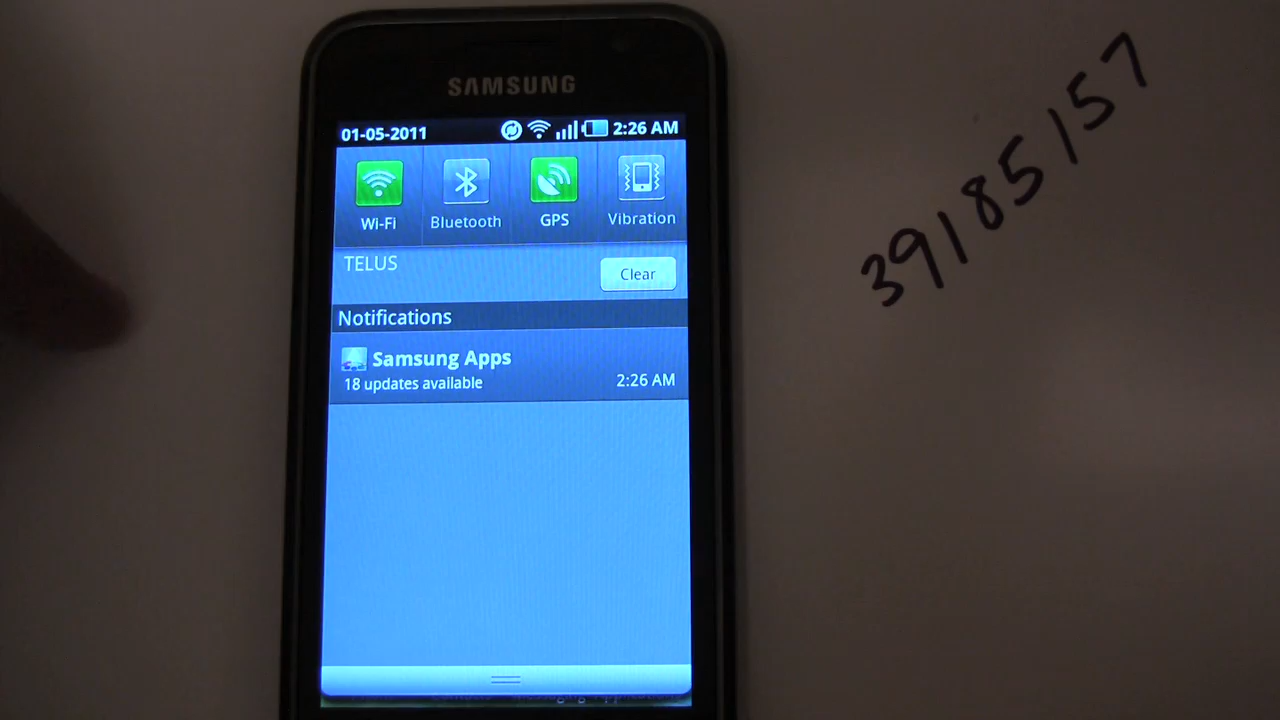 SAMSUNG
01-05-2011 2:26 AM
Wi-Fi Bluetooth GPS Vibration
TELUS Clear
Notifications
Samsung Apps
18 updates available 2:26 AM
39185157